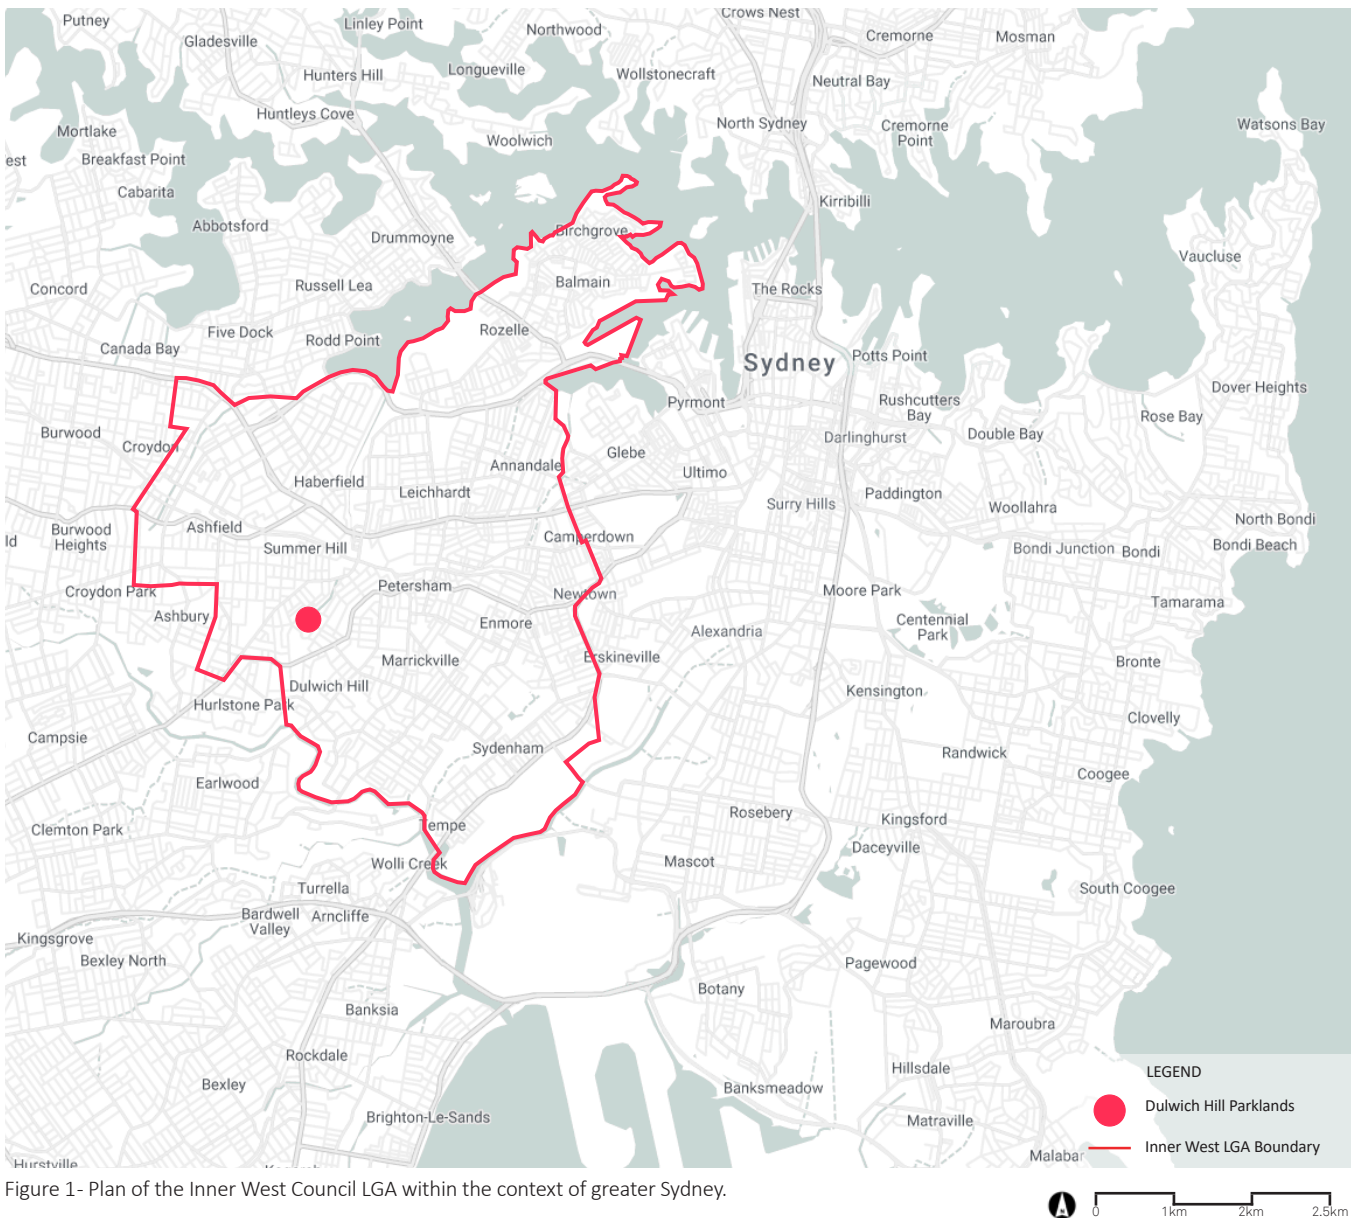 Crows Nest
Putney
Linley Point
Northwood
Cremorne
Mosman
Gladesville
Hunters Hill
Longueville
Wollstonecraft
Neutral Bay
Huntleys Cove
North Sydney
Cremorne
Point
Watsons Bay
Mortlake
Woolwich
est
Breakfast Point
Cabarita
Kirribilli
Abbotsford
Drummoyne
Birchgrove
Vaucluse
Concord
Russell Lea
Balmain
The Rocks
Five Dock
Rodd Point
Rozelle
Canada Bay
Sydney
Potts Point
Dover Heights
Pyrmont
Rushcutters
Bay
Rose Bay
Burwood
Croydon
Darlinghurst
Double Bay
Glebe
Annandale
Ultimo
Haberfield
Leichhardt
Surry Hills
Paddington
Woollahra
Burwood
Heights
Ashfield
North Bondi
ld
Summer Hill
Camperdown
Bondi Junction
Bondi
Bondi Beach
Croydon Park
Petersham
Newtown
Moore Park
Tamarama
Ashbury
Enmore
Alexandria
Centennial
Park
Marrickville
Erskineville
Bronte
Dulwich Hill
Kensington
Hurlstone Park
Clovelly
Campsie
Sydenham
Randwick
Coogee
Earlwood
Rosebery
Kingsford
Clemton Park
Tempe
Daceyville
Wolli Creek
Mascot
Turrella
South Coogee
Bardwell
Valley
Arncliffe
Kingsgrove
Bexley North
Pagewood
Botany
Banksia
Maroubra
Rockdale
Hillsdale
Bexley
Banksmeadow
Brighton-Le-Sands
Matraville
Malabar
Hurstville
LEGEND
Dulwich Hill Parklands
Inner West LGA Boundary
Figure 1- Plan of the Inner West Council LGA within the context of greater Sydney.
N
0 1km 2km 2.5km